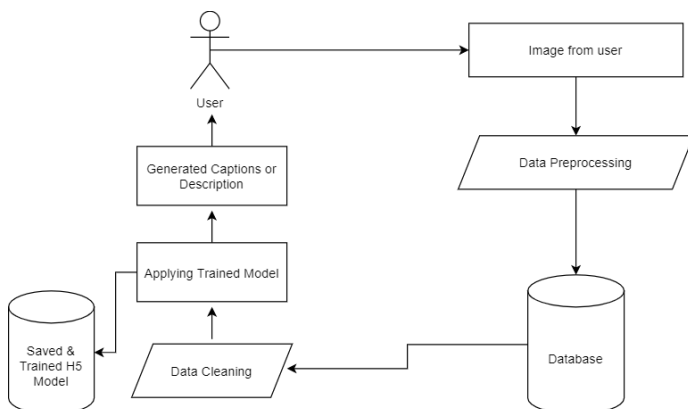 Image from user
User
Data Preprocessing
Generated Captions or
Description
Applying Trained Model
Saved &
Trained H5
Model
Data Cleaning
Database